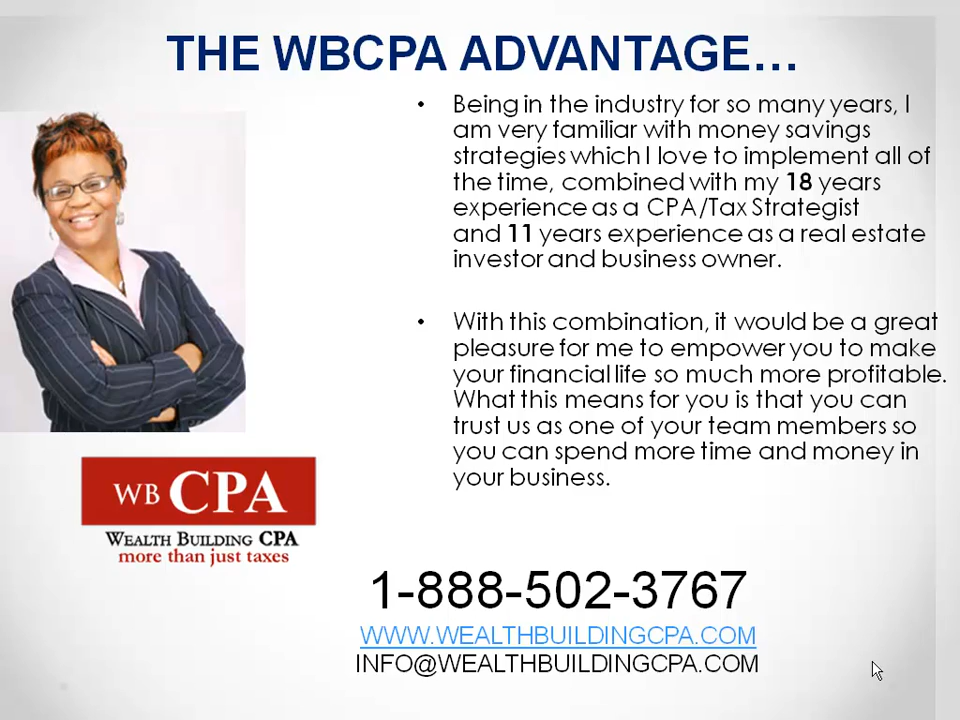 THE WBCPA ADVANTAGE…
• Being in the industry for so many years, I
am very familiar with money savings
strategies which I love to implement all of
the time, combined with my 18 years
experience as a CPA/Tax Strategist
and 11 years experience as a real estate
investor and business owner.
• With this combination, it would be a great
pleasure for me to empower you to make
your financial life so much more profitable.
What this means for you is that you can
trust us as one of your team members so
you can spend more time and money in
your business.
WB CPA
WEALTH BUILDING CPA
more than just taxes
1-888-502-3767
WWW.WEALTHBUILDINGCPA.COM
INFO@WEALTHBUILDINGCPA.COM